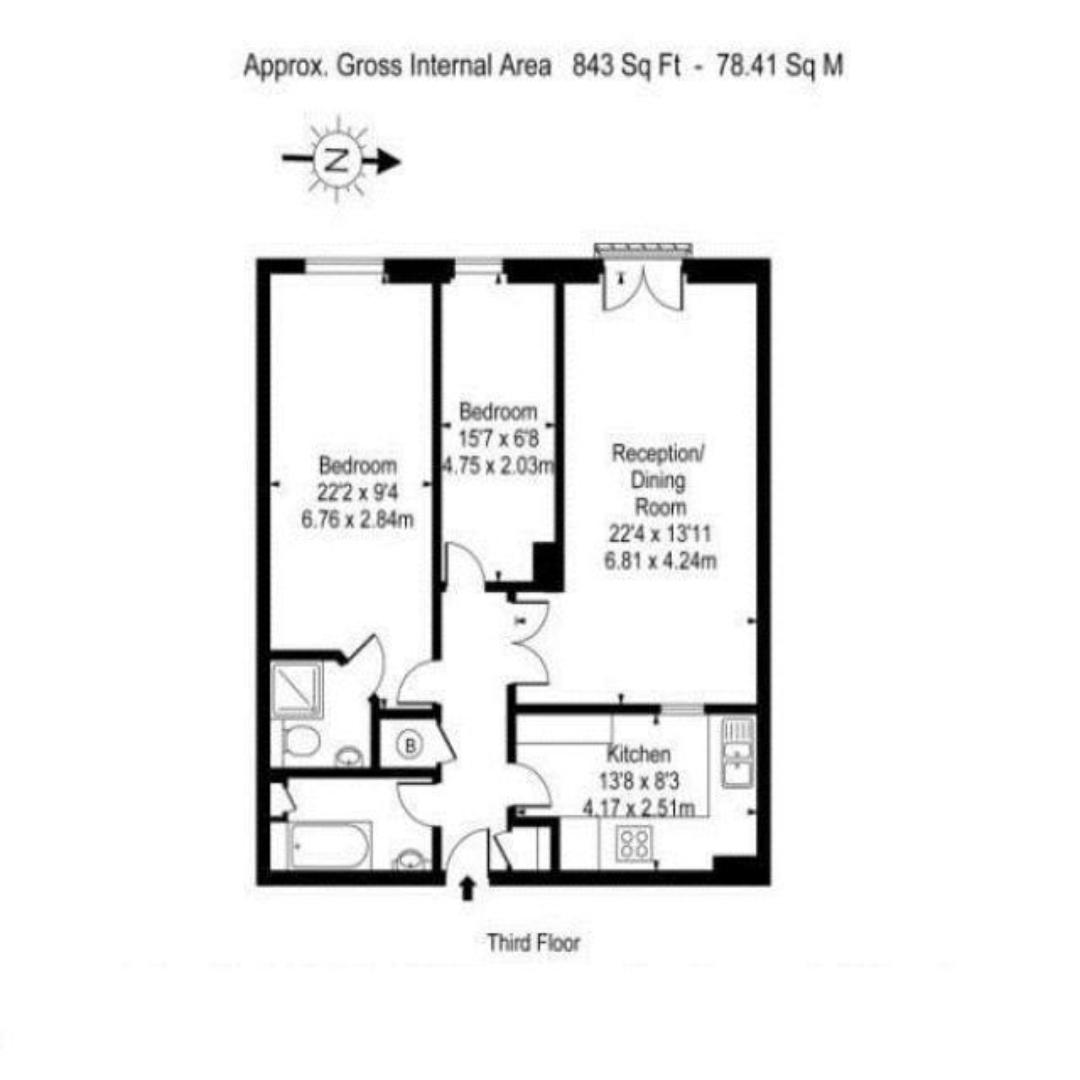 Approx. Gross Internal Area 843 Sq Ft - 78.41 Sq M
N
Bedroom
15'7 x 6'8
4.75 x 2.03m
Bedroom
22'2 x 9'4
6.76 x 2.84m
Reception/
Dining
Room
22'4 x 13'11
6.81 x 4.24m
B
Kitchen
13'8 x 8'3
4.17 x 2.51m
Third Floor